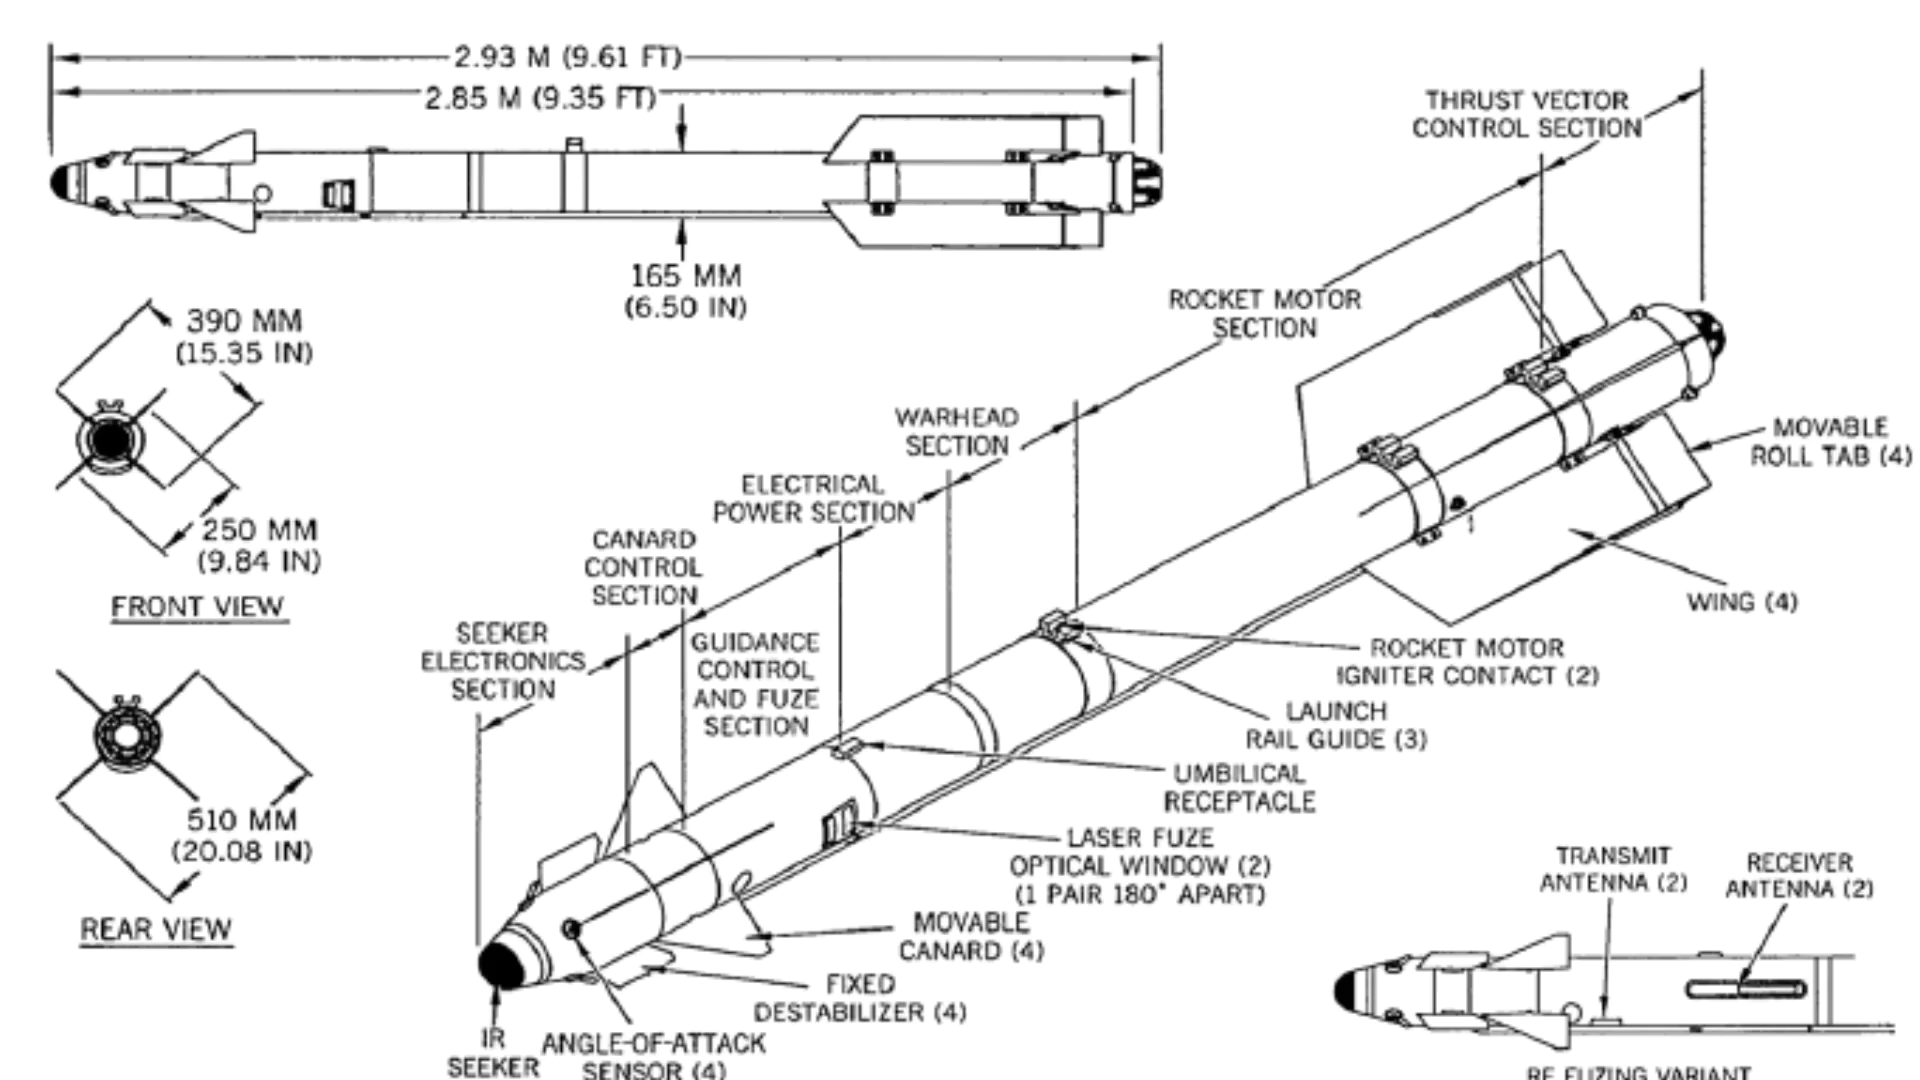 2.93 M (9.61 FT)
2.85 M (9.35 FT)
165 MM
(6.50 IN)
390 MM
(15.35 IN)
250 MM
(9.84 IN)
FRONT VIEW
510 MM
(20.08 IN)
REAR VIEW
THRUST VECTOR
CONTROL SECTION
ROCKET MOTOR
SECTION
WARHEAD
SECTION
ELECTRICAL
POWER SECTION
CANARD
CONTROL
SECTION
SEEKER
ELECTRONICS
SECTION
GUIDANCE
CONTROL
AND FUZE
SECTION
MOVABLE
ROLL TAB (4)
WING (4)
ROCKET MOTOR
IGNITER CONTACT (2)
LAUNCH
RAIL GUIDE (3)
UMBILICAL
RECEPTACLE
LASER FUZE
OPTICAL WINDOW (2)
(1 PAIR 180° APART)
MOVABLE
CANARD (4)
FIXED
DESTABILIZER (4)
ANGLE-OF-ATTACK
SENSOR (4)
IR
SEEKER
TRANSMIT
ANTENNA (2)
RECEIVER
ANTENNA (2)
RF FUZING VARIANT